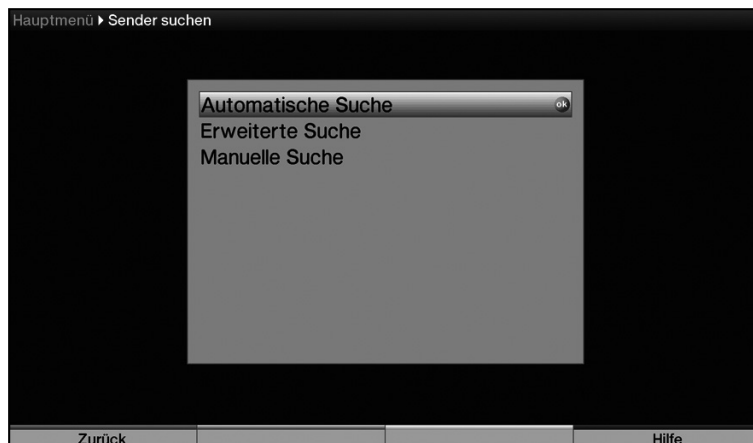 Hauptmenü ▸ Sender suchen
Automatische Suche ok
Erweiterte Suche
Manuelle Suche
Zurück Hilfe